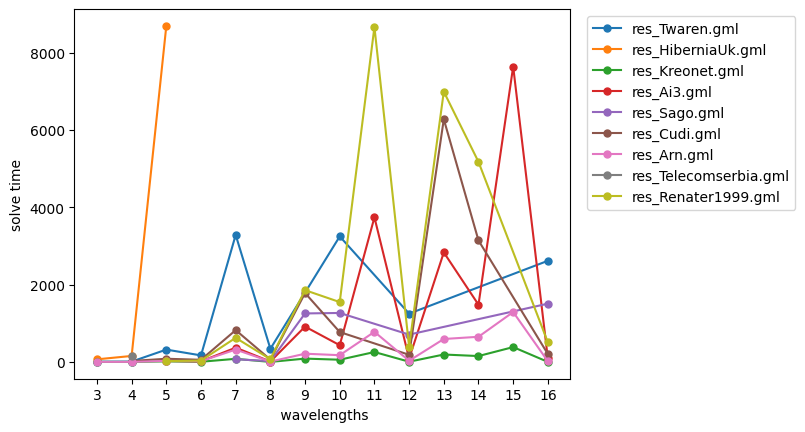 8000
6000
4000
2000
0
solve time
3 4 5 6 7 8 9 10 11 12 13 14 15 16
wavelengths
res_Twaren.gml
res_HiberniaUk.gml
res_Kreonet.gml
res_Ai3.gml
res_Sago.gml
res_Cudi.gml
res_Arn.gml
res_Telecomserbia.gml
res_Renater1999.gml